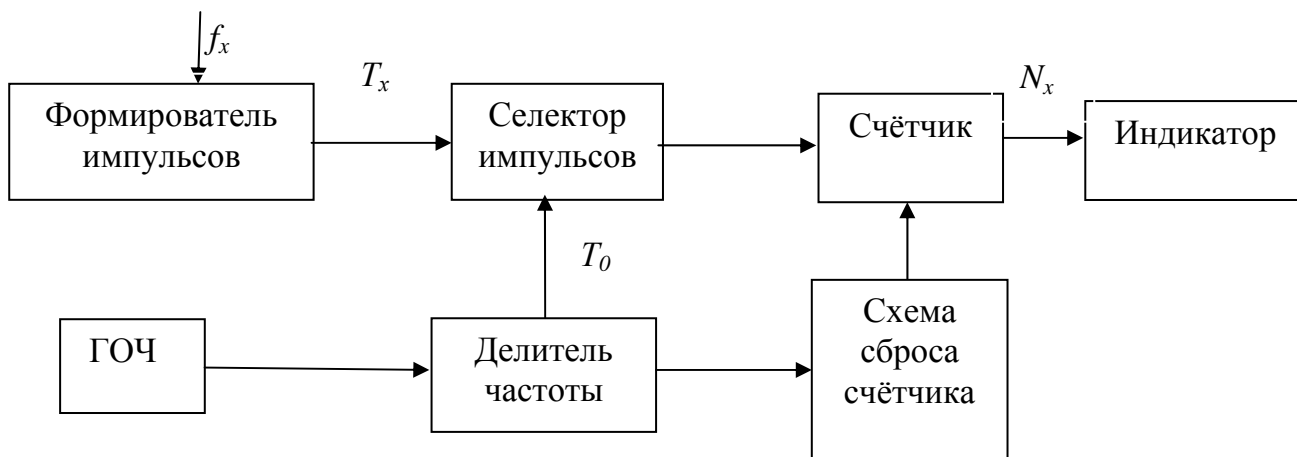 f_x
T_x
N_x
Формирователь
импульсов
Селектор
импульсов
Счётчик
Индикатор
T_0
ГОЧ
Делитель
частоты
Схема
сброса
счётчика